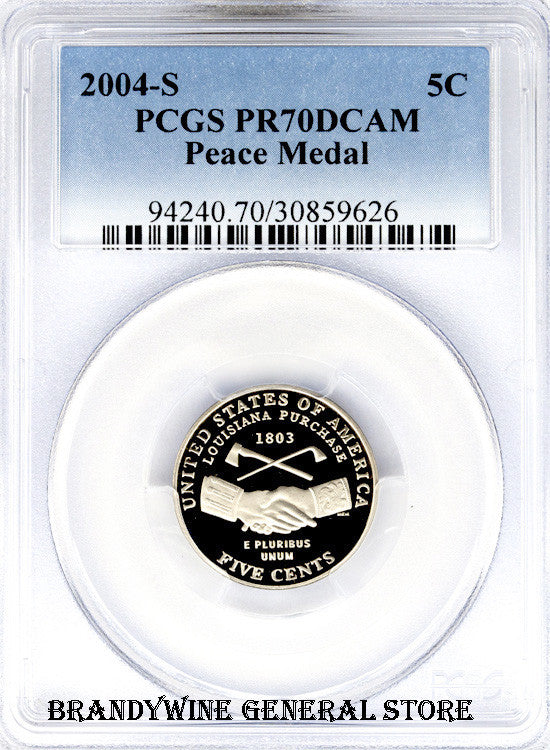 2004-S 5C
PCGS PR70DCAM
Peace Medal
94240.70/30859626
UNITED STATES OF AMERICA
LOUISIANA PURCHASE
1803
E PLURIBUS
UNUM
FIVE CENTS
BRANDYWINE GENERAL STORE